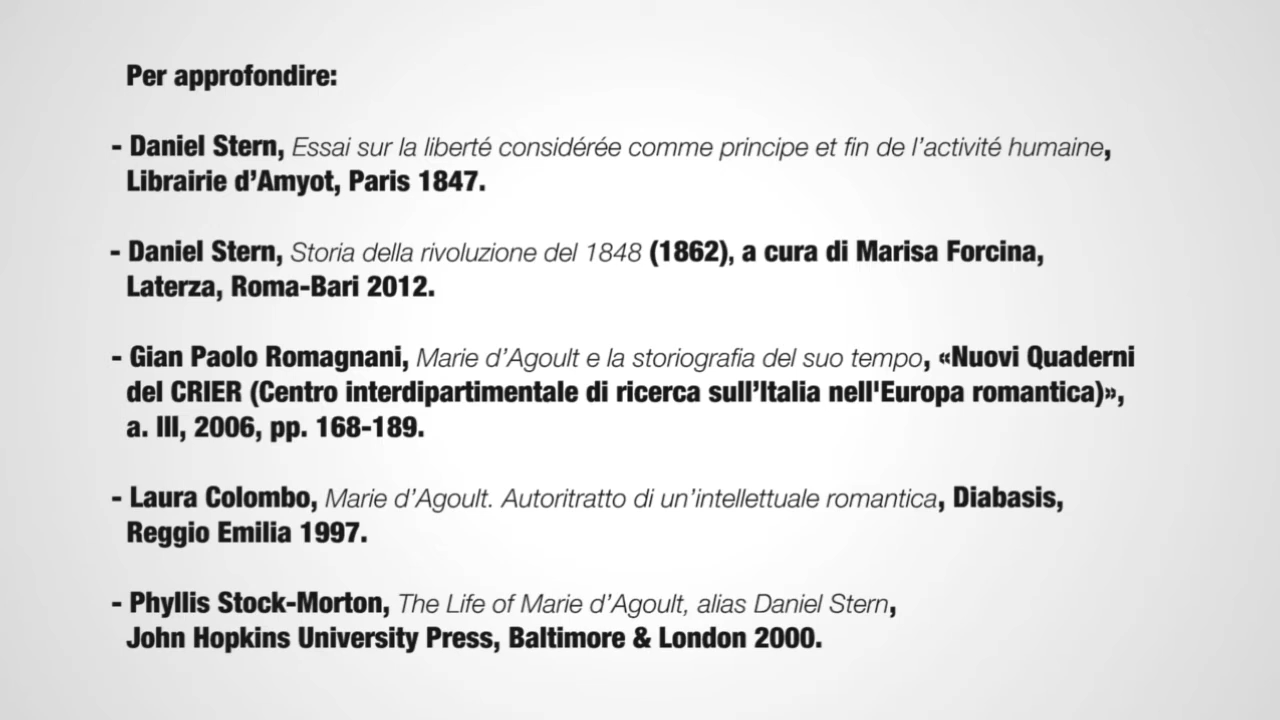 Per approfondire:
- Daniel Stern, Essai sur la liberté considérée comme principe et fin de l’activité humaine,
Librairie d’Amyot, Paris 1847.
- Daniel Stern, Storia della rivoluzione del 1848 (1862), a cura di Marisa Forcina,
Laterza, Roma-Bari 2012.
- Gian Paolo Romagnani, Marie d’Agoult e la storiografia del suo tempo, «Nuovi Quaderni
del CRIER (Centro interdipartimentale di ricerca sull’Italia nell'Europa romantica)»,
a. III, 2006, pp. 168-189.
- Laura Colombo, Marie d’Agoult. Autoritratto di un’intellettuale romantica, Diabasis,
Reggio Emilia 1997.
- Phyllis Stock-Morton, The Life of Marie d’Agoult, alias Daniel Stern,
John Hopkins University Press, Baltimore & London 2000.